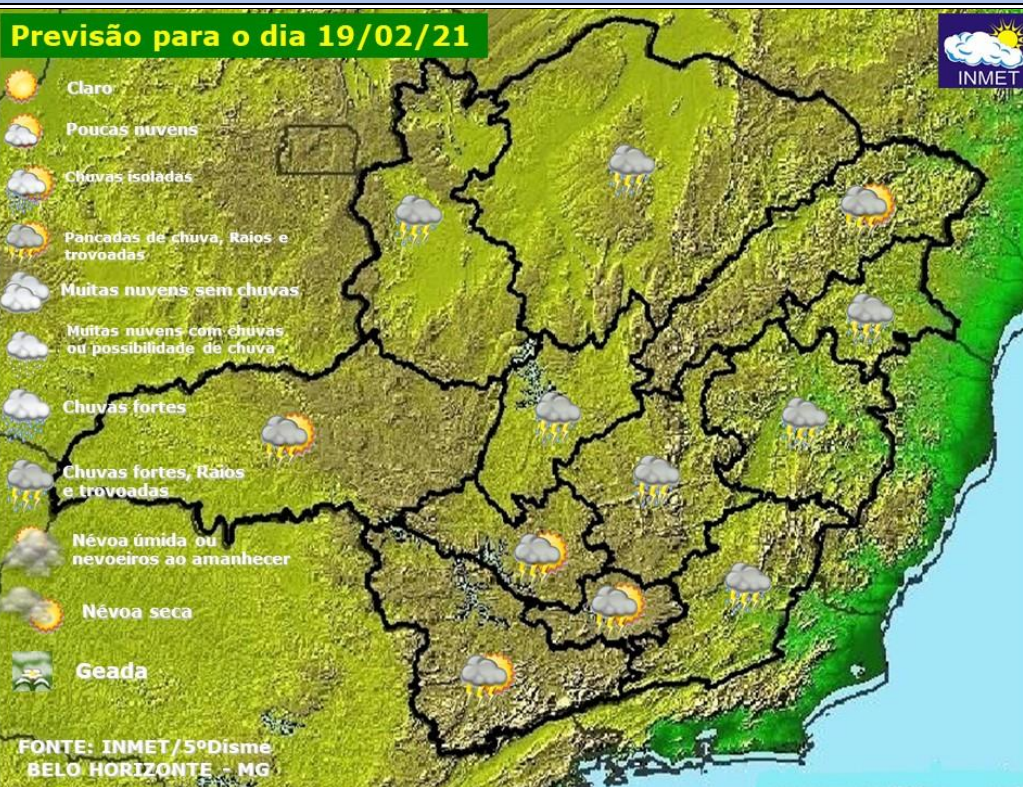 Previsão para o dia 19/02/21
INMET
Claro
Poucas nuvens
Chuvas isoladas
Pancadas de chuva, Raios e
trovoadas
Muitas nuvens sem chuvas
Muitas nuvens com chuvas
ou possibilidade de chuva
Chuvas fortes
Chuvas fortes, Raios
e trovoadas
Névoa úmida ou
nevoeiros ao amanhecer
Névoa seca
Geada
FONTE: INMET/5ºDisme
BELO HORIZONTE - MG